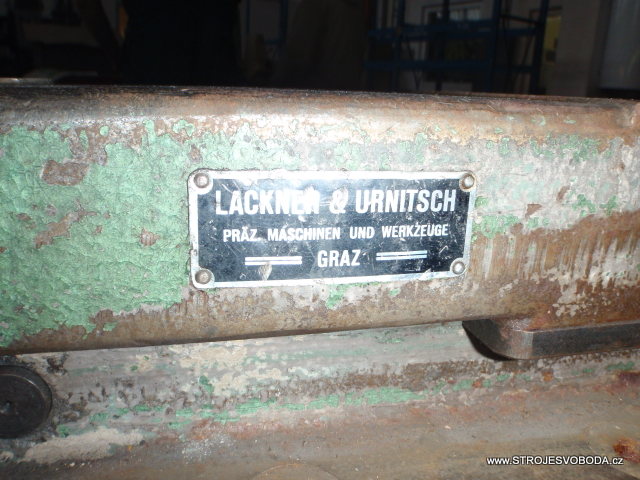 LACKNER & URNITSCH
PRÄZ. MASCHINEN UND WERKZEUGE
GRAZ
www.STROJESVOBODA.cz